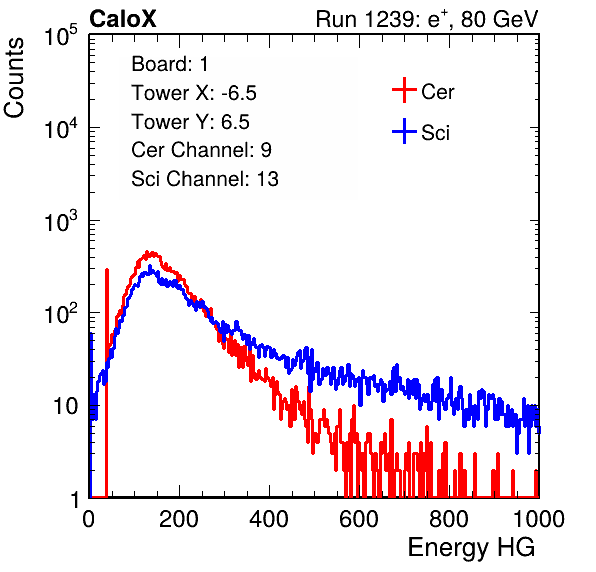 CaloX Run 1239: e⁺, 80 GeV
Counts
Board: 1
Tower X: -6.5
Tower Y: 6.5
Cer Channel: 9
Sci Channel: 13
Cer
Sci
10⁵
10⁴
10³
10²
10
1
0 200 400 600 800 1000
Energy HG